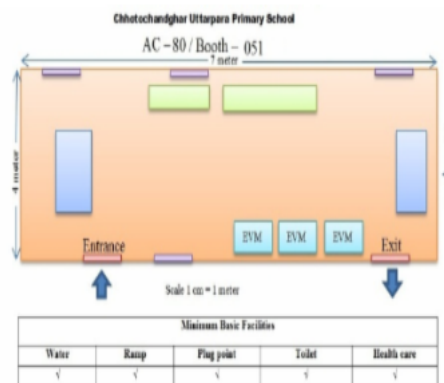 Chhotochandghar Uttarpara Primary School
AC - 80 / Booth - 051
7 meter
4 meter
EVM EVM EVM
Entrance
Exit
Scale 1 cm = 1 meter
Minimum Basic Facilities
Water Ramp Plug point Toilet Health care
√ √ √ √ √